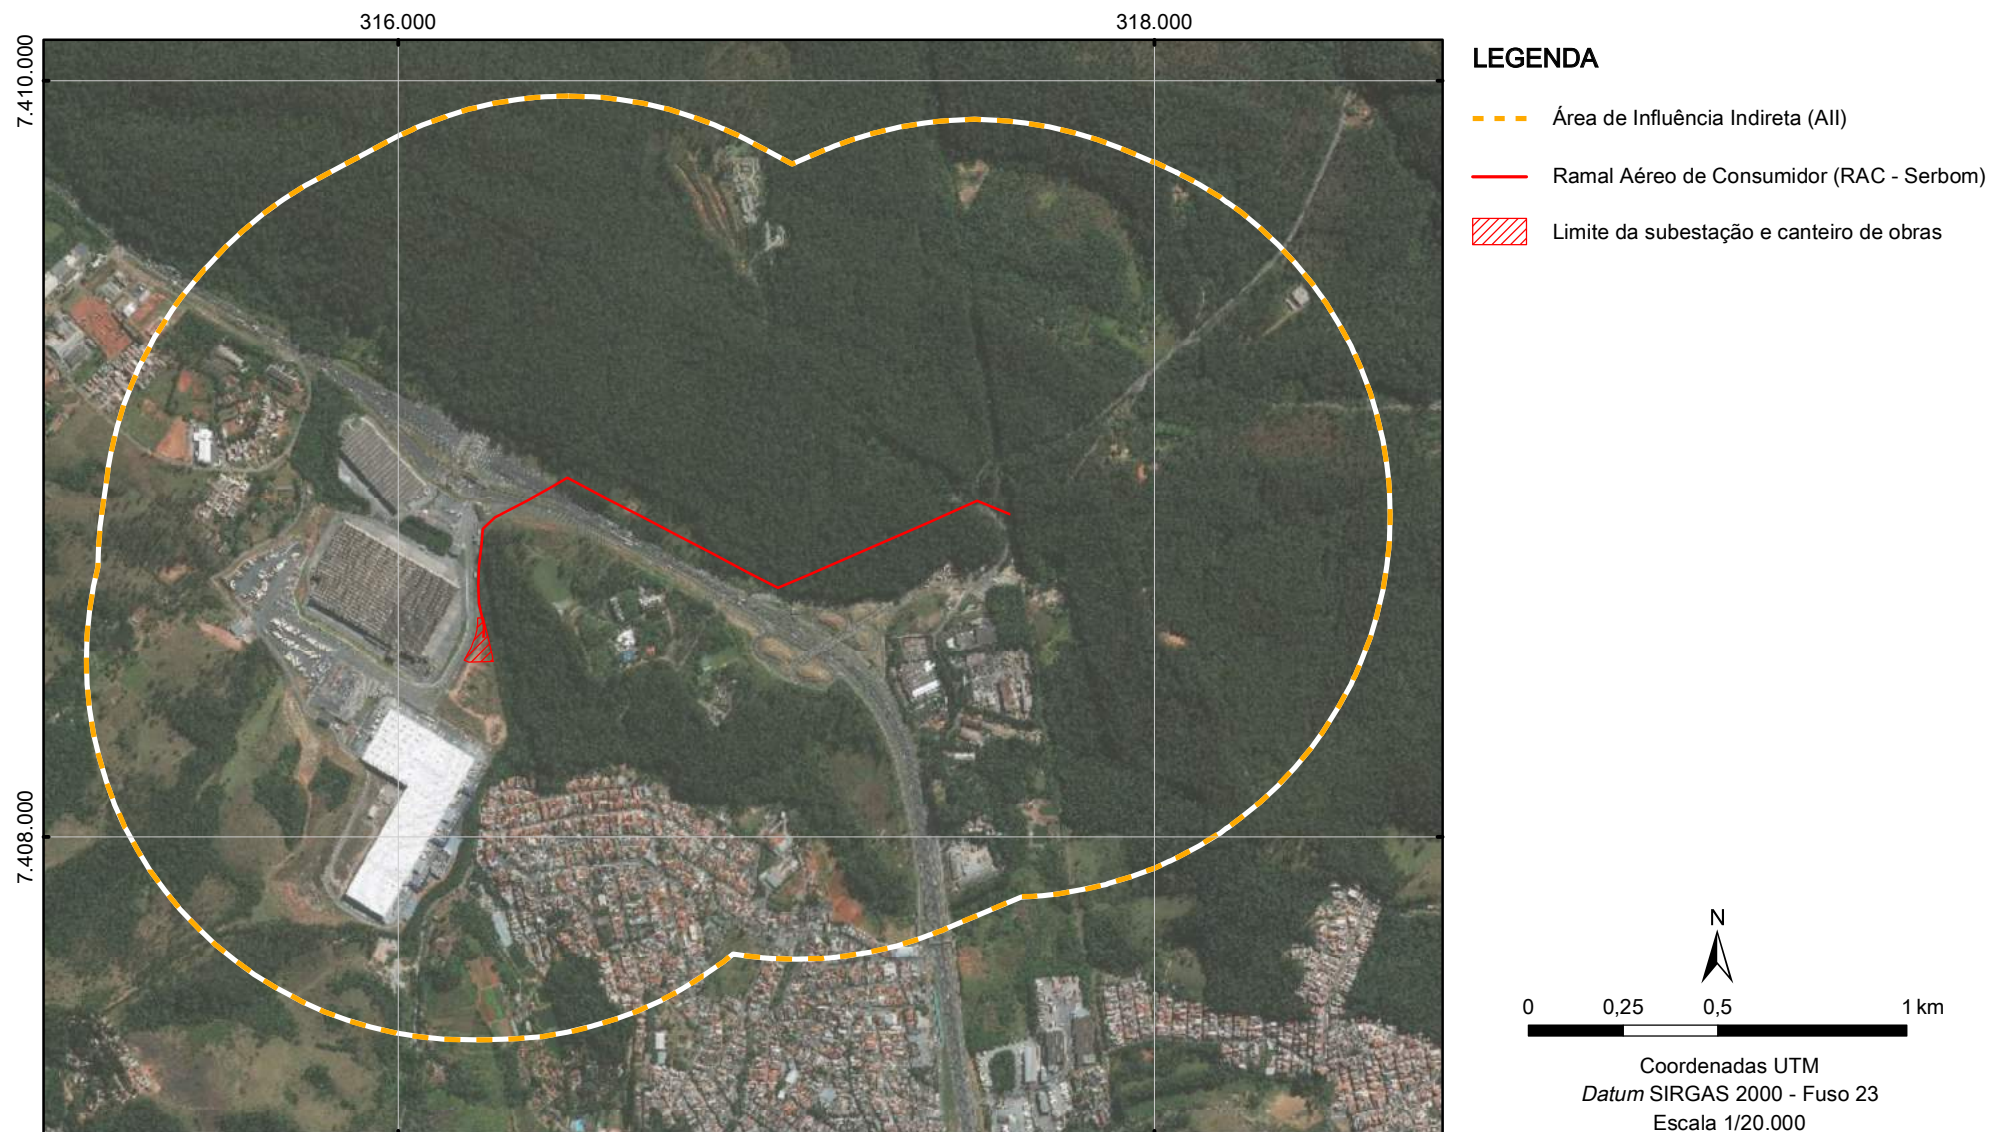 316.000
318.000
7.410.000
7.408.000
LEGENDA
Área de Influência Indireta (AII)
Ramal Aéreo de Consumidor (RAC - Serbom)
Limite da subestação e canteiro de obras
N
0 0,25 0,5 1 km
Coordenadas UTM
Datum SIRGAS 2000 - Fuso 23
Escala 1/20.000